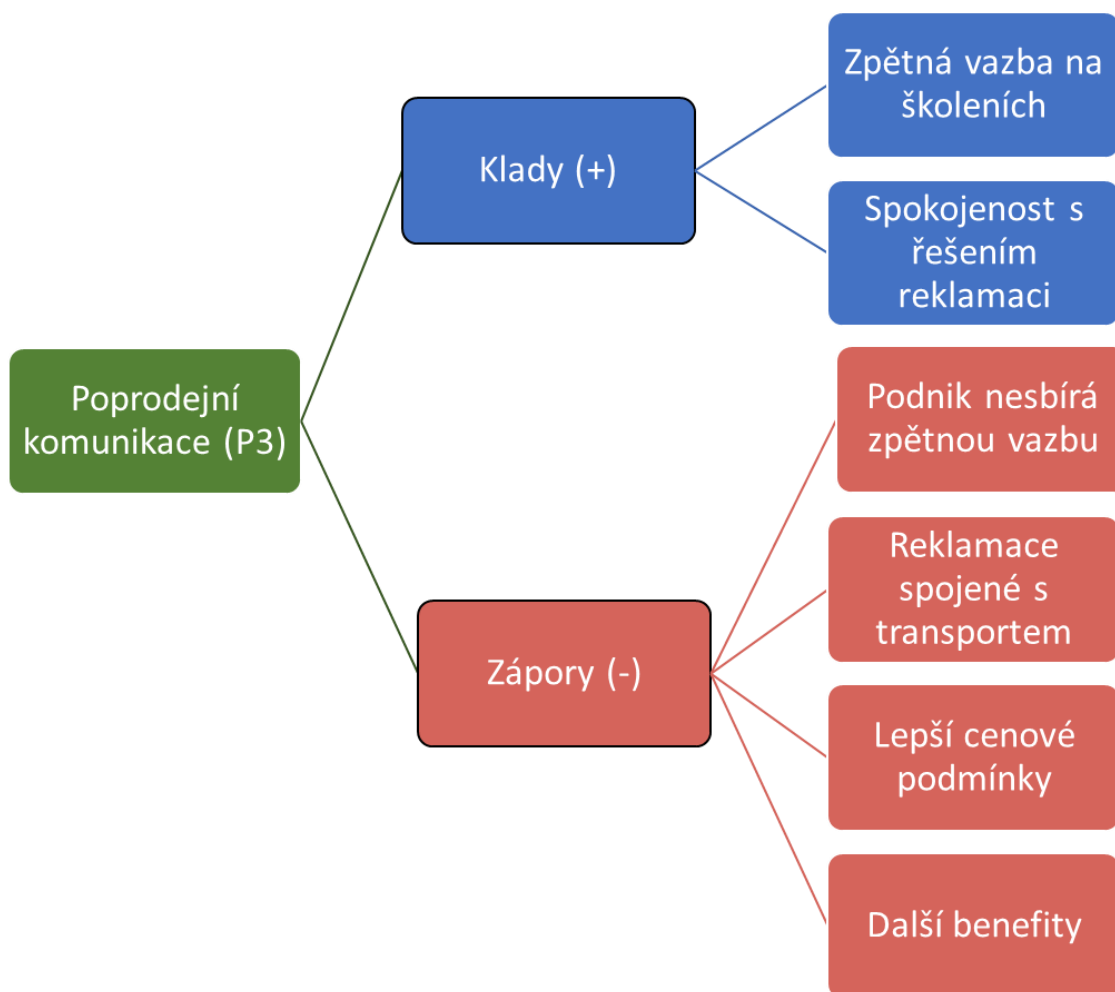 Zpětná vazba na
školeních
Klady (+)
Spokojenost s
řešením
reklamaci
Poprodejní
komunikace (P3)
Podnik nesbírá
zpětnou vazbu
Reklamace
spojené s
transportem
Zápory (-)
Lepší cenové
podmínky
Další benefity